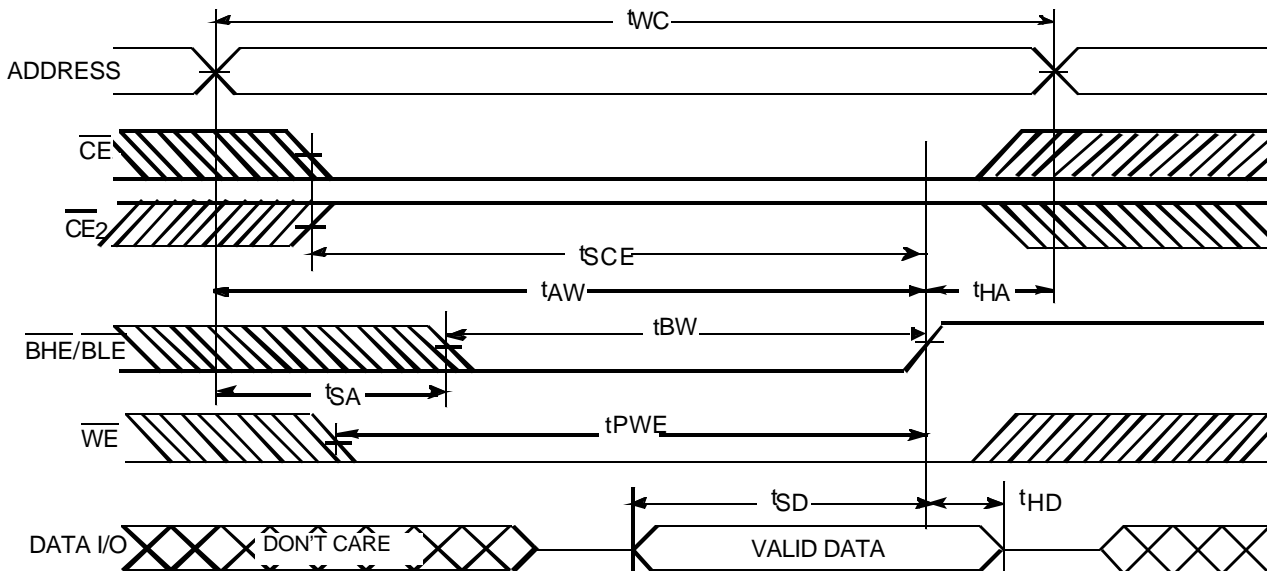 tWC
ADDRESS
CE
CE2
tSCE
tAW
tHA
BHE/BLE
tBW
tSA
WE
tPWE
tSD
tHD
DATA I/O
DON'T CARE
VALID DATA